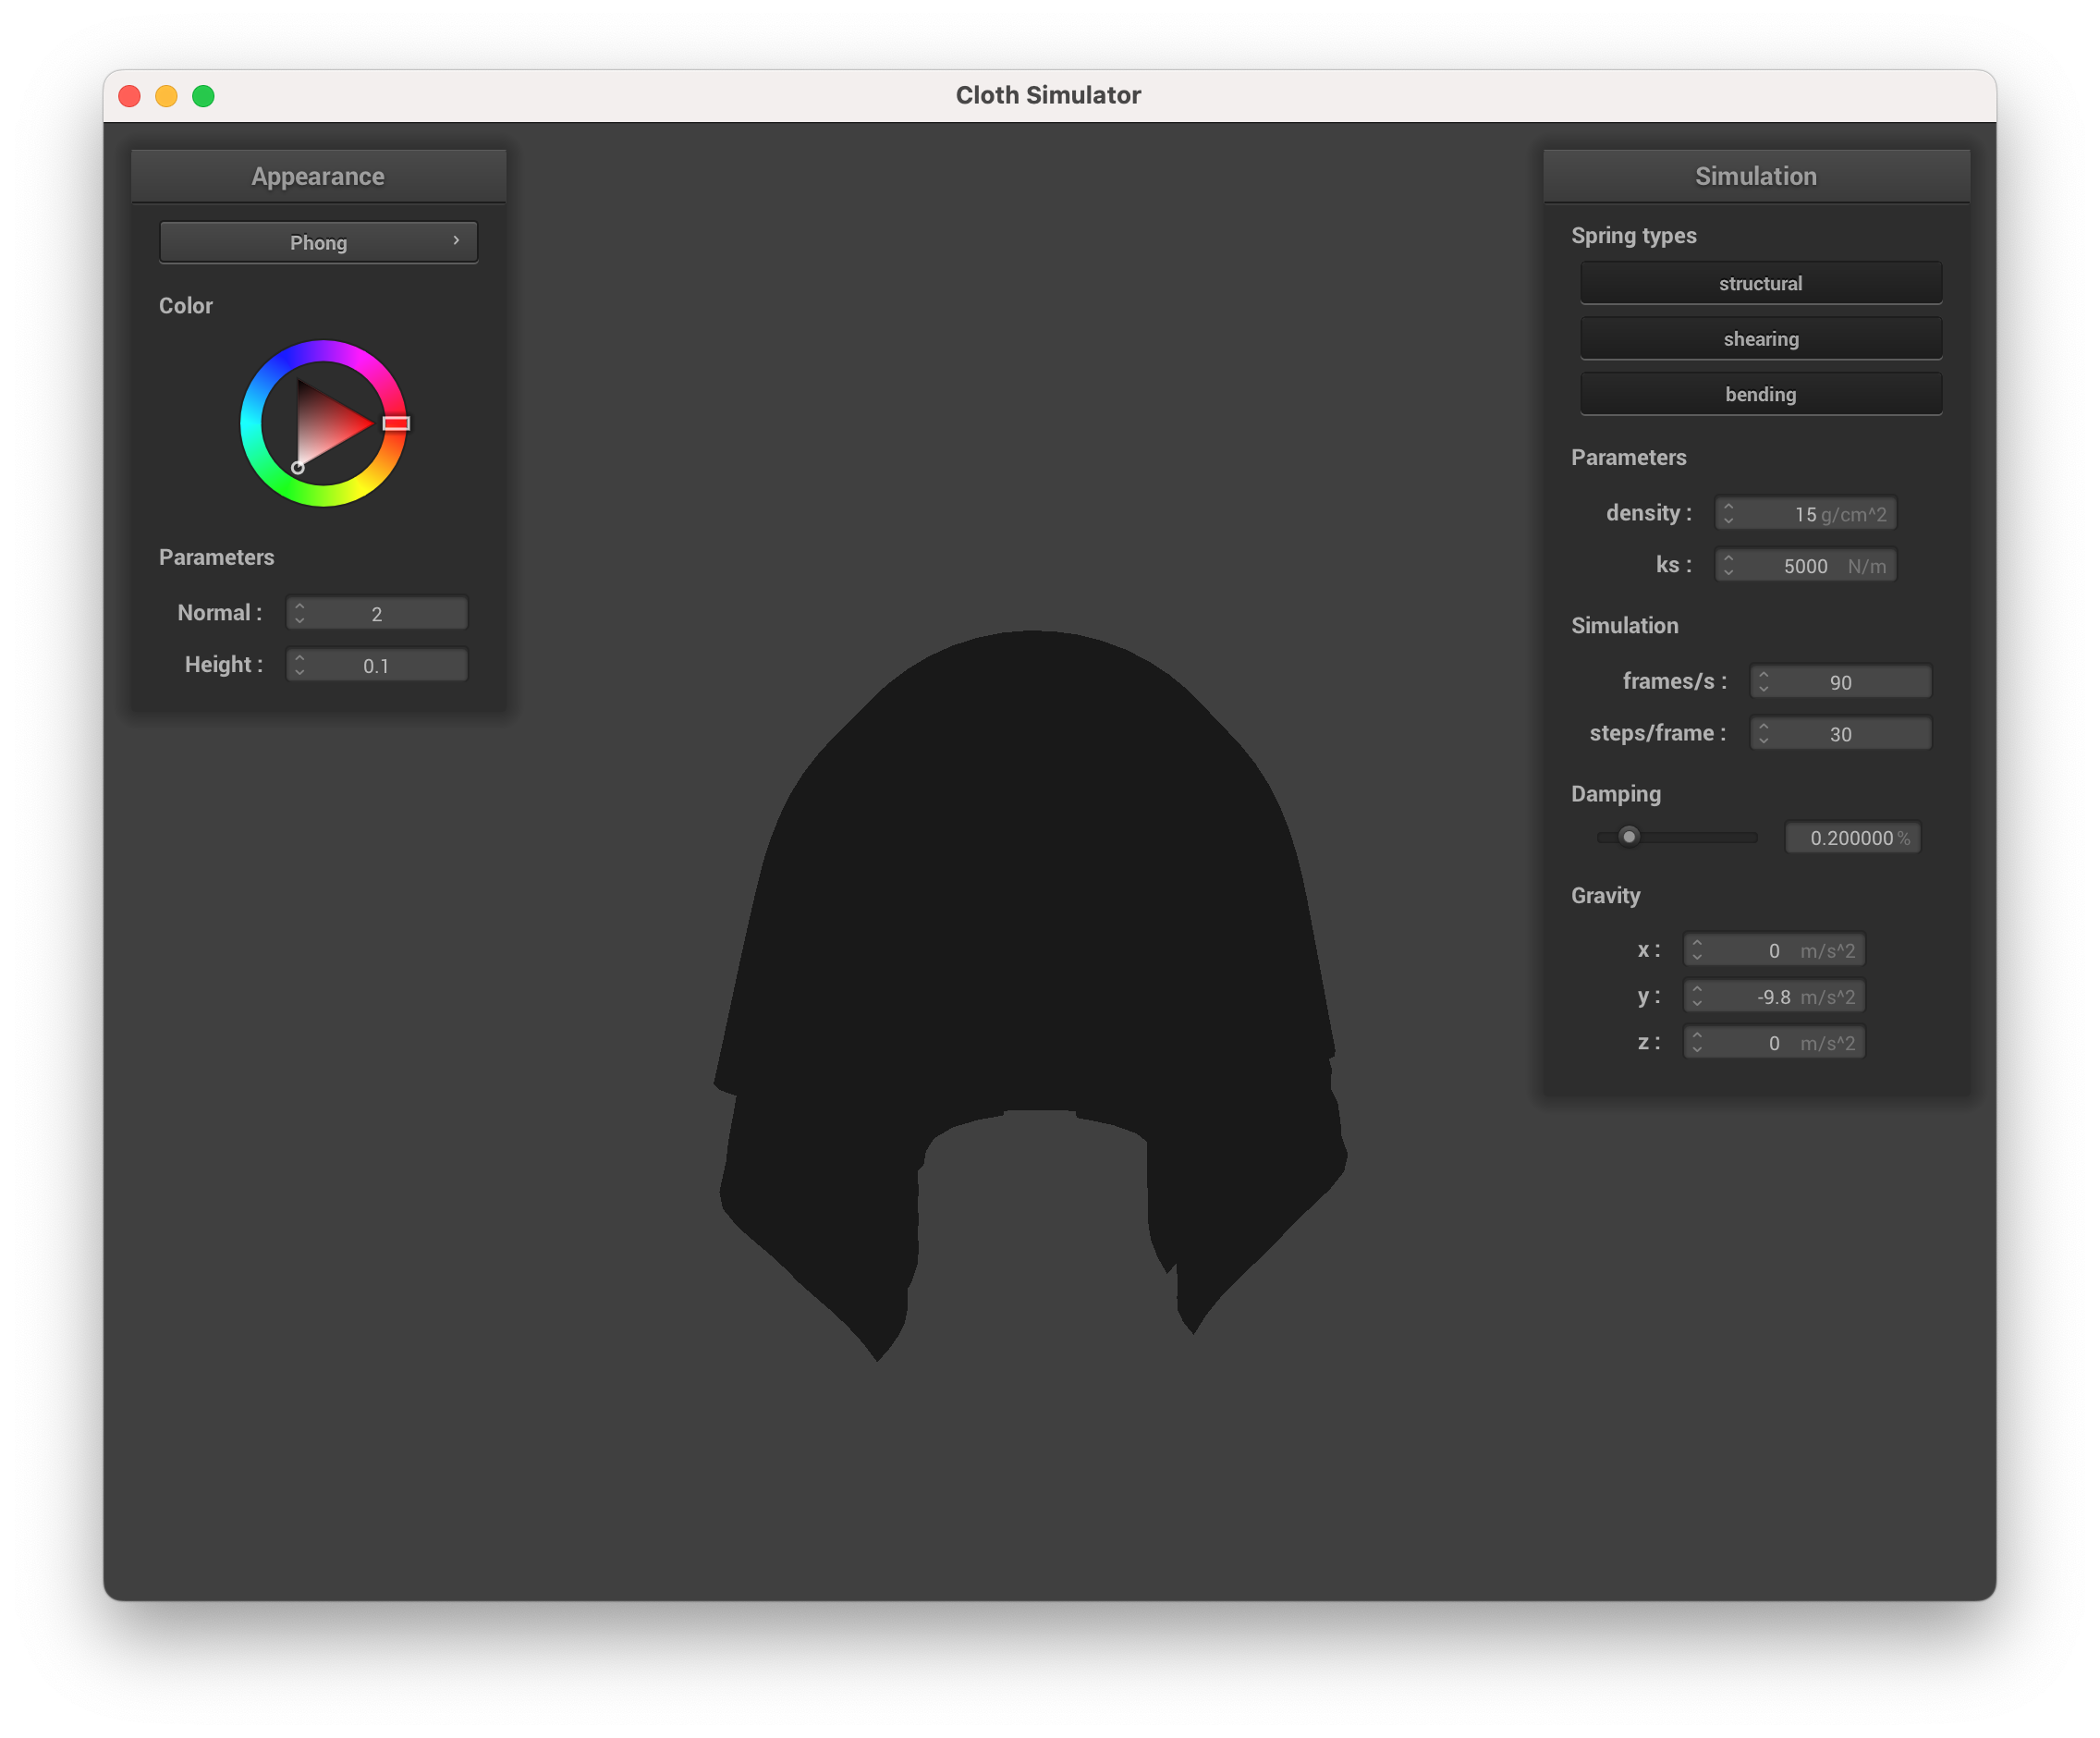 Cloth Simulator
Appearance
Phong
Color
Parameters
Normal : 2
Height : 0.1
Simulation
Spring types
structural
shearing
bending
Parameters
density : 15 g/cm^2
ks : 5000 N/m
Simulation
frames/s : 90
steps/frame : 30
Damping
0.200000 %
Gravity
x : 0 m/s^2
y : -9.8 m/s^2
z : 0 m/s^2